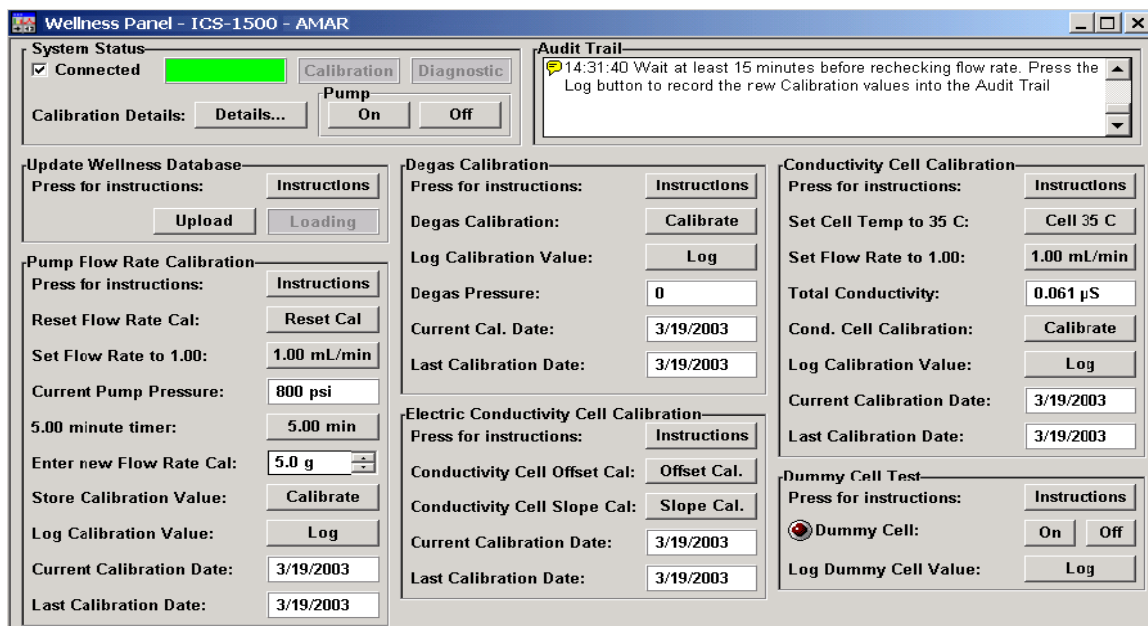 Wellness Panel - ICS-1500 - AMAR
System Status
Connected
Calibration
Diagnostic
Calibration Details:
Details...
Pump
On
Off
Audit Trail
14:31:40 Wait at least 15 minutes before rechecking flow rate. Press the
Log button to record the new Calibration values into the Audit Trail
Update Wellness Database
Press for instructions:
Instructions
Upload
Loading
Pump Flow Rate Calibration
Press for instructions:
Instructions
Reset Flow Rate Cal:
Reset Cal
Set Flow Rate to 1.00:
1.00 mL/min
Current Pump Pressure:
800 psi
5.00 minute timer:
5.00 min
Enter new Flow Rate Cal:
5.0 g
Store Calibration Value:
Calibrate
Log Calibration Value:
Log
Current Calibration Date:
3/19/2003
Last Calibration Date:
3/19/2003
Degas Calibration
Press for instructions:
Instructions
Degas Calibration:
Calibrate
Log Calibration Value:
Log
Degas Pressure:
0
Current Cal. Date:
3/19/2003
Last Calibration Date:
3/19/2003
Electric Conductivity Cell Calibration
Press for instructions:
Instructions
Conductivity Cell Offset Cal:
Offset Cal.
Conductivity Cell Slope Cal:
Slope Cal.
Current Calibration Date:
3/19/2003
Last Calibration Date:
3/19/2003
Conductivity Cell Calibration
Press for instructions:
Instructions
Set Cell Temp to 35 C:
Cell 35 C
Set Flow Rate to 1.00:
1.00 mL/min
Total Conductivity:
0.061 µS
Cond. Cell Calibration:
Calibrate
Log Calibration Value:
Log
Current Calibration Date:
3/19/2003
Last Calibration Date:
3/19/2003
Dummy Cell Test
Press for instructions:
Instructions
Dummy Cell:
On
Off
Log Dummy Cell Value:
Log